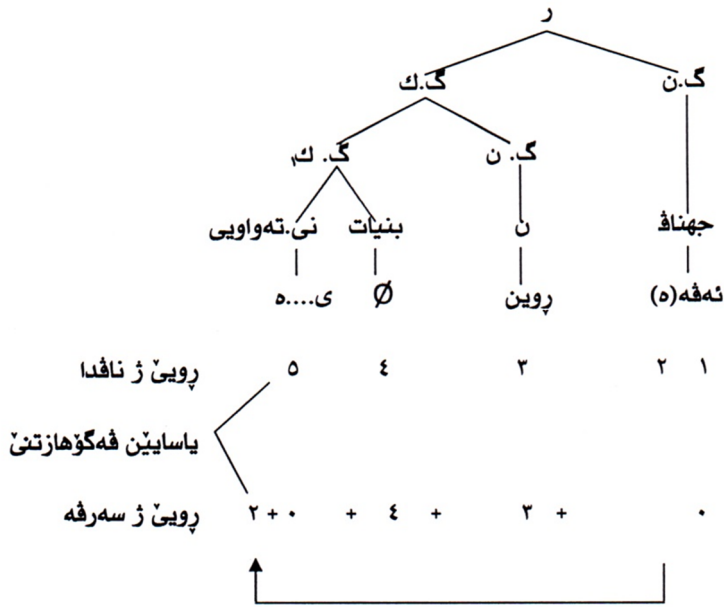 ر
گ.ن گ.ك
گ. ن گ. ك١
جهناڤ ن بنیات نی.تەواویی
ئەڤە(ە) ڕوین Ø ی....ە
١ ٢ ٣ ٤ ٥ ڕویێ ژ ناڤدا
یاسایێن ڤەگۆهازتنێ
٠ + ٣ + ٤ + ٠ + ٢ ڕویێ ژ سەرڤە